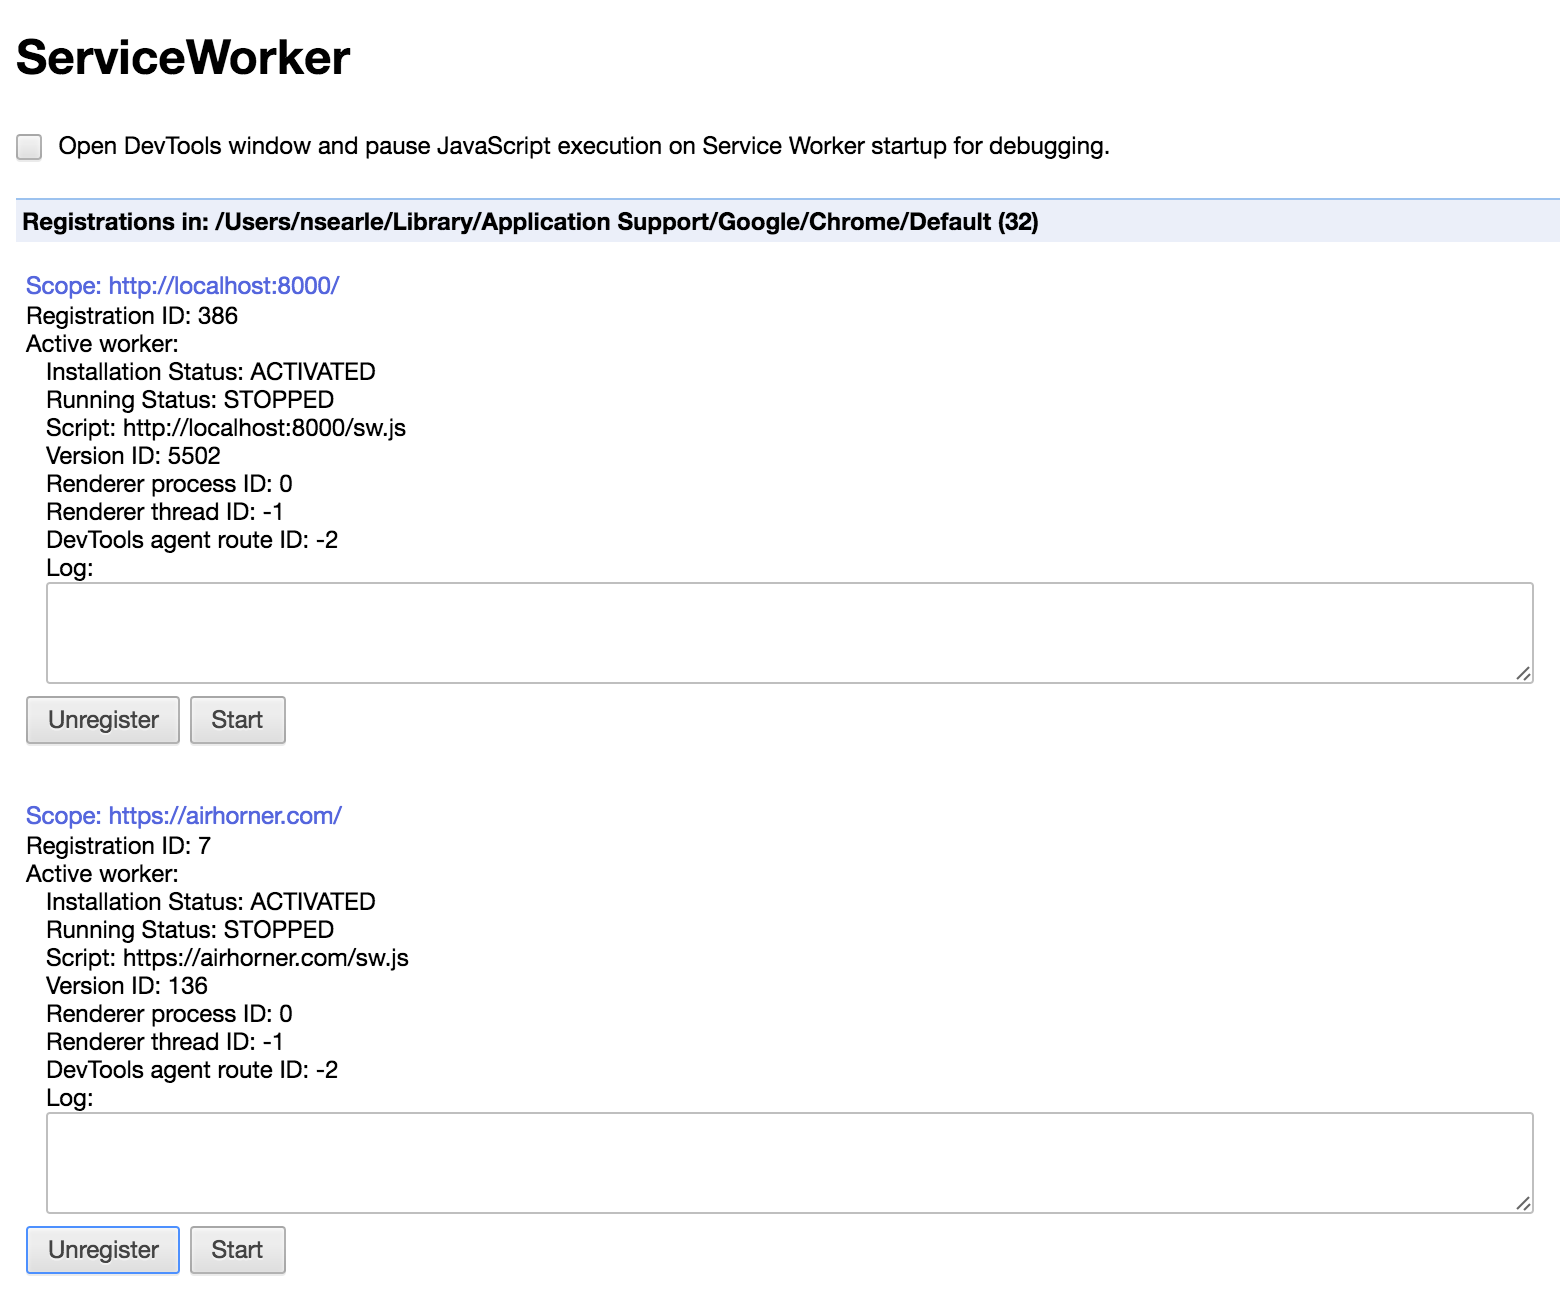 ServiceWorker
Open DevTools window and pause JavaScript execution on Service Worker startup for debugging.
Registrations in: /Users/nsearle/Library/Application Support/Google/Chrome/Default (32)
Scope: http://localhost:8000/
Registration ID: 386
Active worker:
Installation Status: ACTIVATED
Running Status: STOPPED
Script: http://localhost:8000/sw.js
Version ID: 5502
Renderer process ID: 0
Renderer thread ID: -1
DevTools agent route ID: -2
Log:
Unregister Start
Scope: https://airhorner.com/
Registration ID: 7
Active worker:
Installation Status: ACTIVATED
Running Status: STOPPED
Script: https://airhorner.com/sw.js
Version ID: 136
Renderer process ID: 0
Renderer thread ID: -1
DevTools agent route ID: -2
Log:
Unregister Start